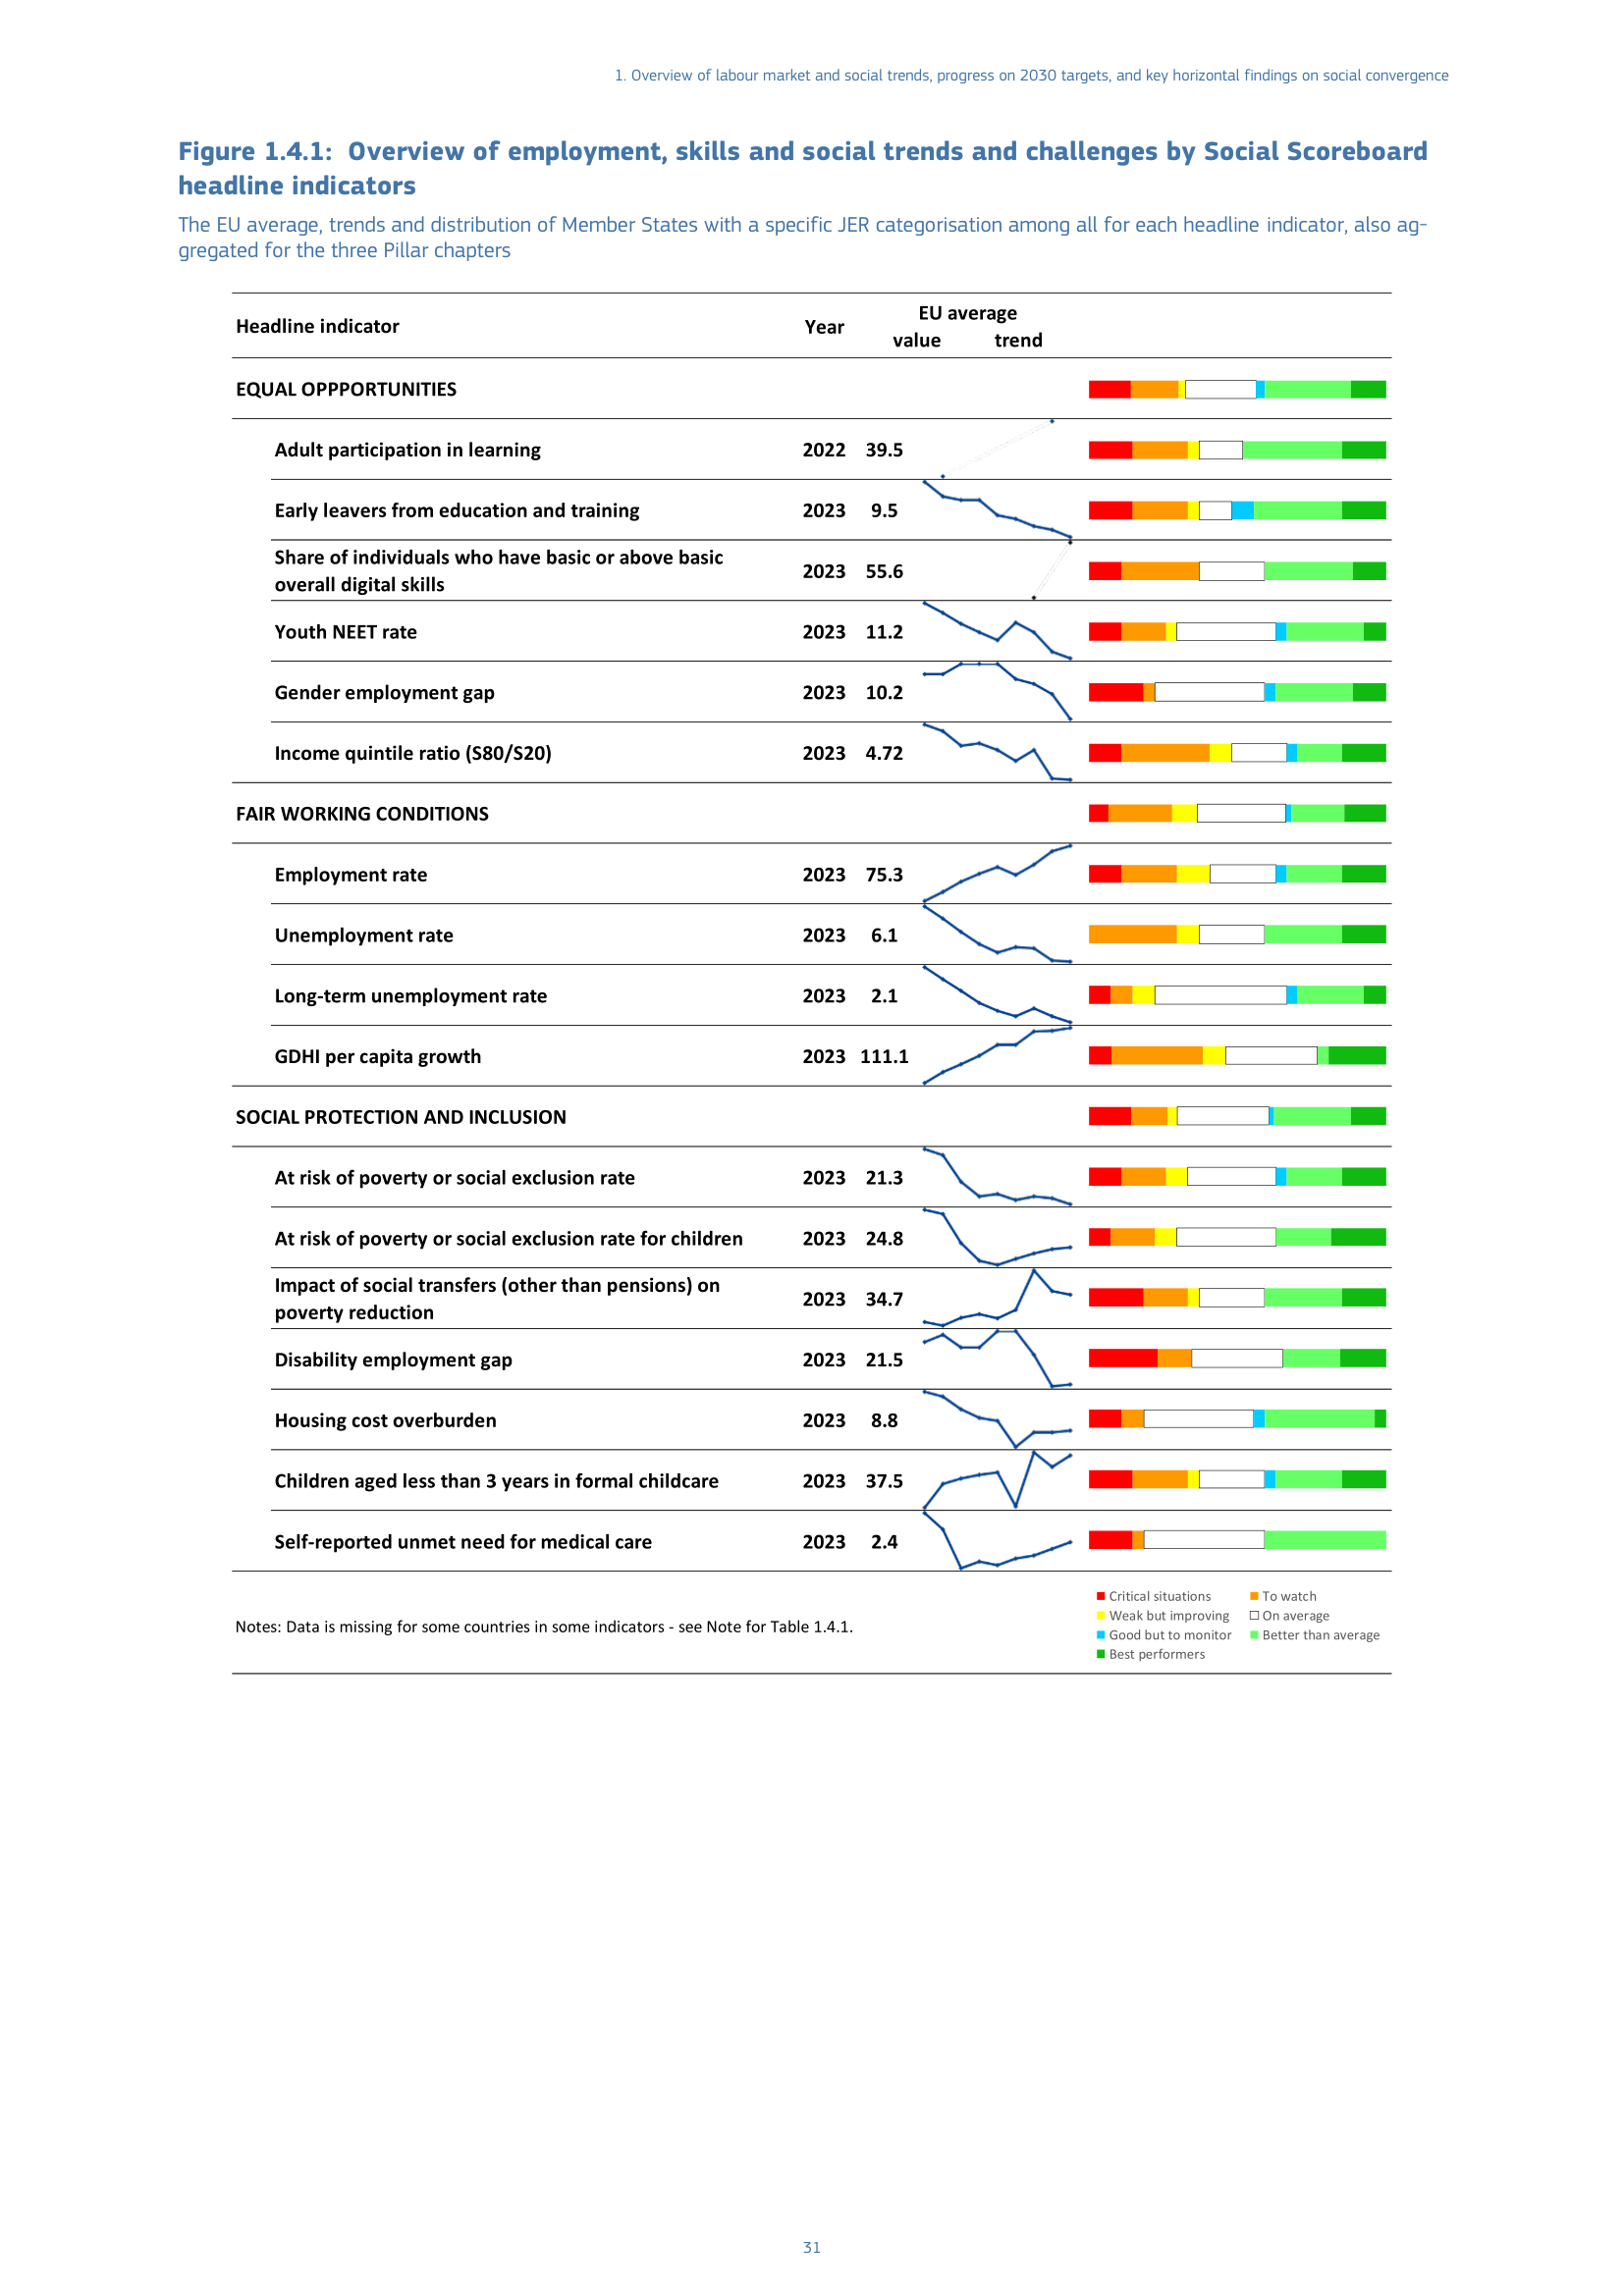 1. Overview of labour market and social trends, progress on 2030 targets, and key horizontal findings on social convergence
Figure 1.4.1: Overview of employment, skills and social trends and challenges by Social Scoreboard
headline indicators
The EU average, trends and distribution of Member States with a specific JER categorisation among all for each headline indicator, also ag-
gregated for the three Pillar chapters
Headline indicator Year EU average
value trend
EQUAL OPPPORTUNITIES
Adult participation in learning 2022 39.5
Early leavers from education and training 2023 9.5
Share of individuals who have basic or above basic
overall digital skills 2023 55.6
Youth NEET rate 2023 11.2
Gender employment gap 2023 10.2
Income quintile ratio (S80/S20) 2023 4.72
FAIR WORKING CONDITIONS
Employment rate 2023 75.3
Unemployment rate 2023 6.1
Long-term unemployment rate 2023 2.1
GDHI per capita growth 2023 111.1
SOCIAL PROTECTION AND INCLUSION
At risk of poverty or social exclusion rate 2023 21.3
At risk of poverty or social exclusion rate for children 2023 24.8
Impact of social transfers (other than pensions) on
poverty reduction 2023 34.7
Disability employment gap 2023 21.5
Housing cost overburden 2023 8.8
Children aged less than 3 years in formal childcare 2023 37.5
Self-reported unmet need for medical care 2023 2.4
Critical situations To watch
Weak but improving On average
Good but to monitor Better than average
Best performers
Notes: Data is missing for some countries in some indicators - see Note for Table 1.4.1.
31